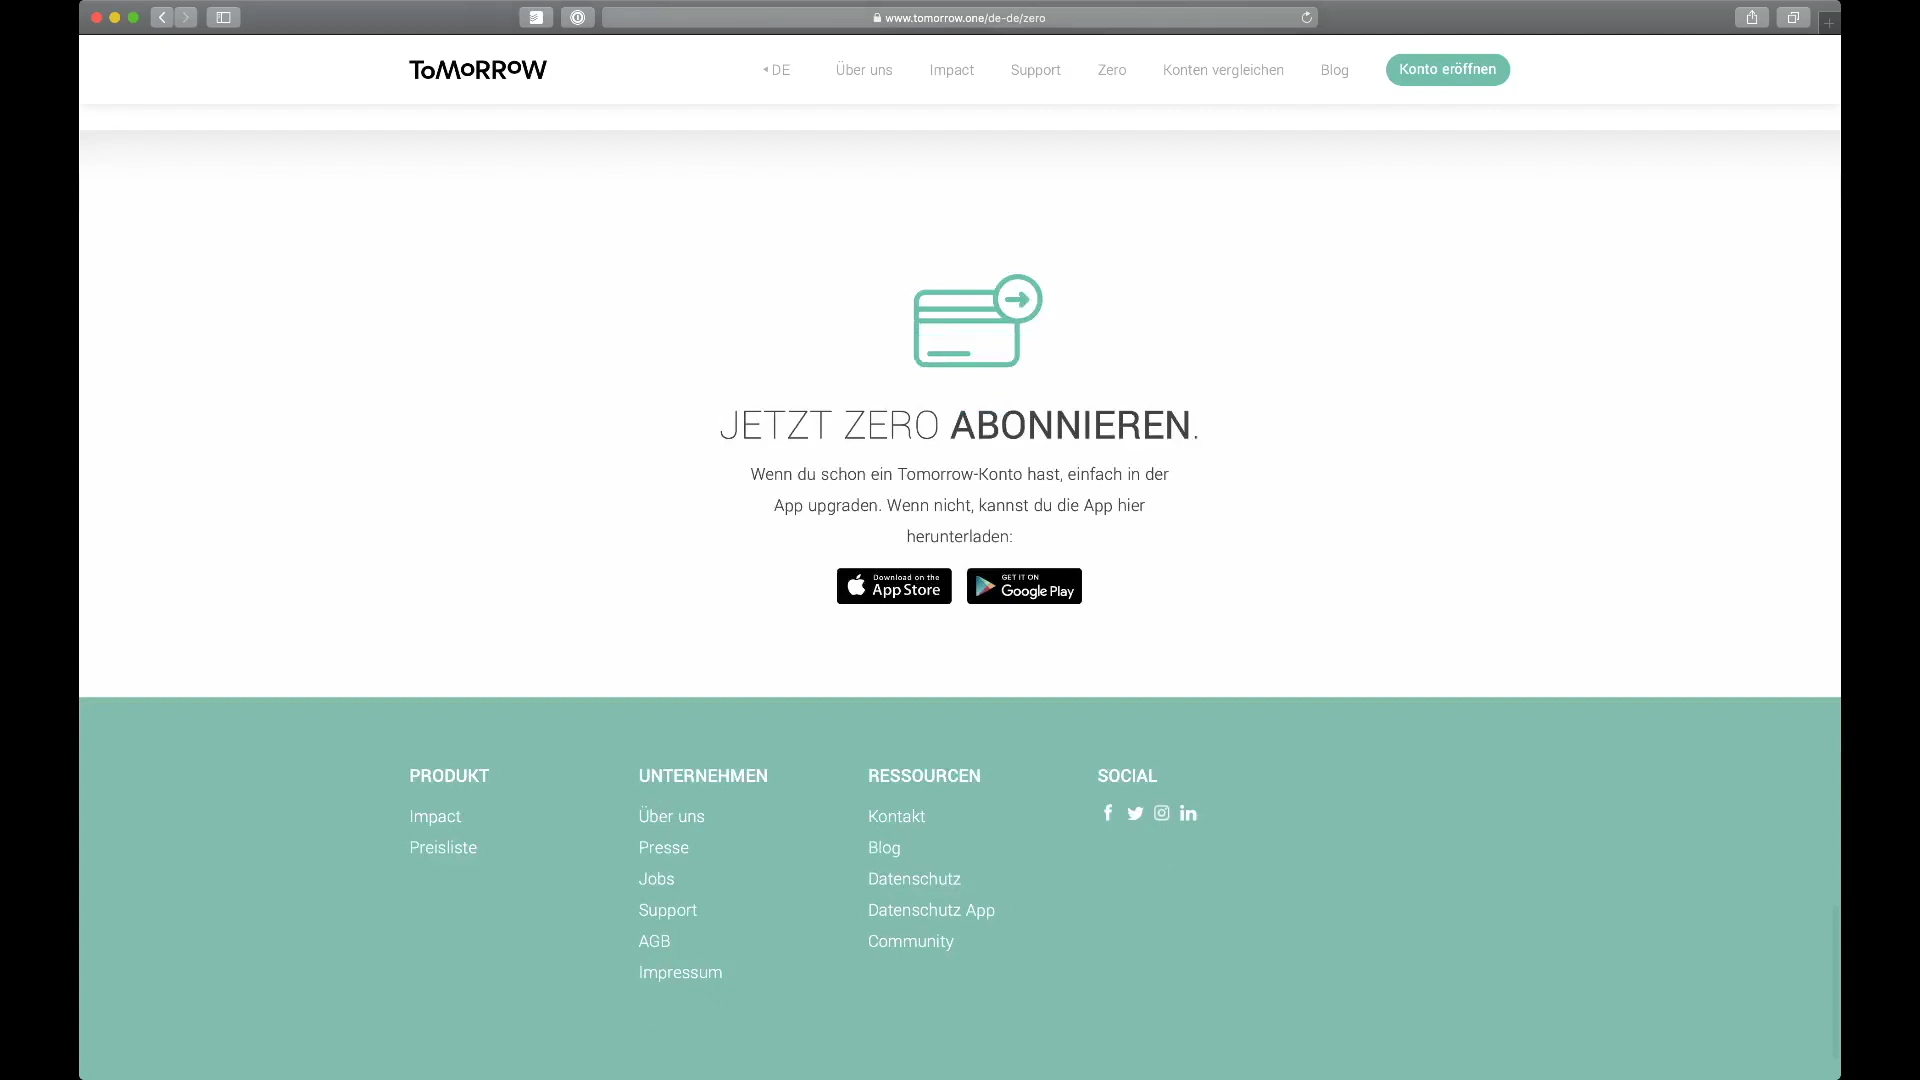 www.tomorrow.one/de-de/zero
ToMoRRoW
DE
Über uns
Impact
Support
Zero
Konten vergleichen
Blog
Konto eröffnen
JETZT ZERO ABONNIEREN.
Wenn du schon ein Tomorrow-Konto hast, einfach in der
App upgraden. Wenn nicht, kannst du die App hier
herunterladen:
Download on the
App Store
GET IT ON
Google Play
PRODUKT
Impact
Preisliste
UNTERNEHMEN
Über uns
Presse
Jobs
Support
AGB
Impressum
RESSOURCEN
Kontakt
Blog
Datenschutz
Datenschutz App
Community
SOCIAL